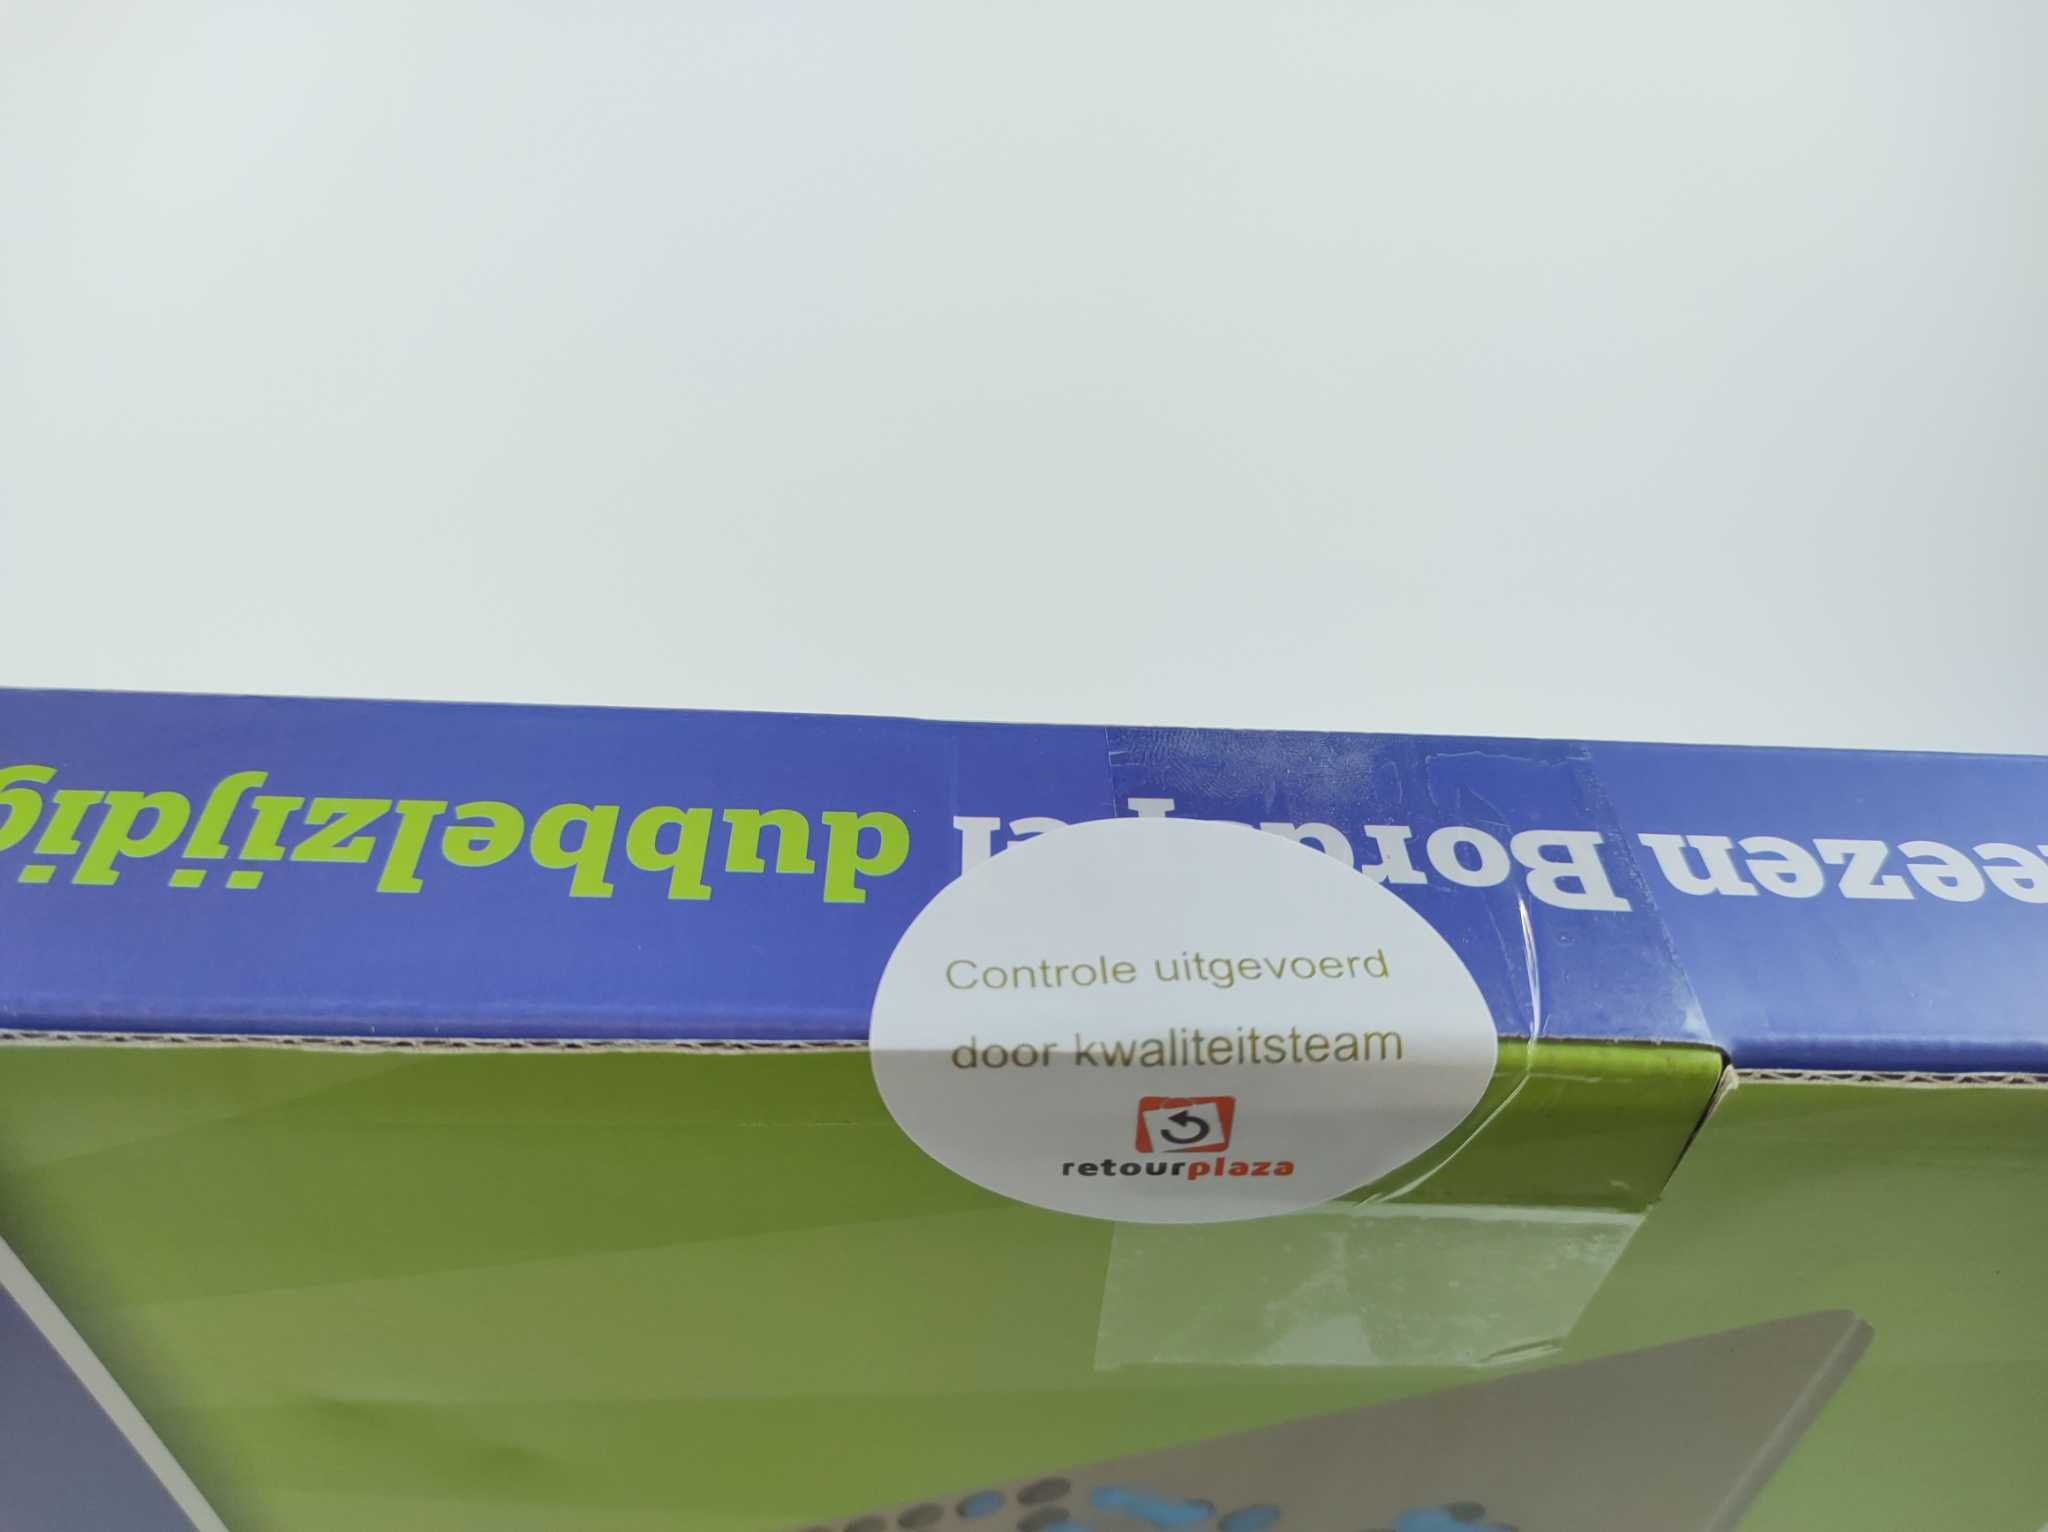 eezen Bord dubbelzijdig
Controle uitgevoerd
door kwaliteitsteam
retourplaza